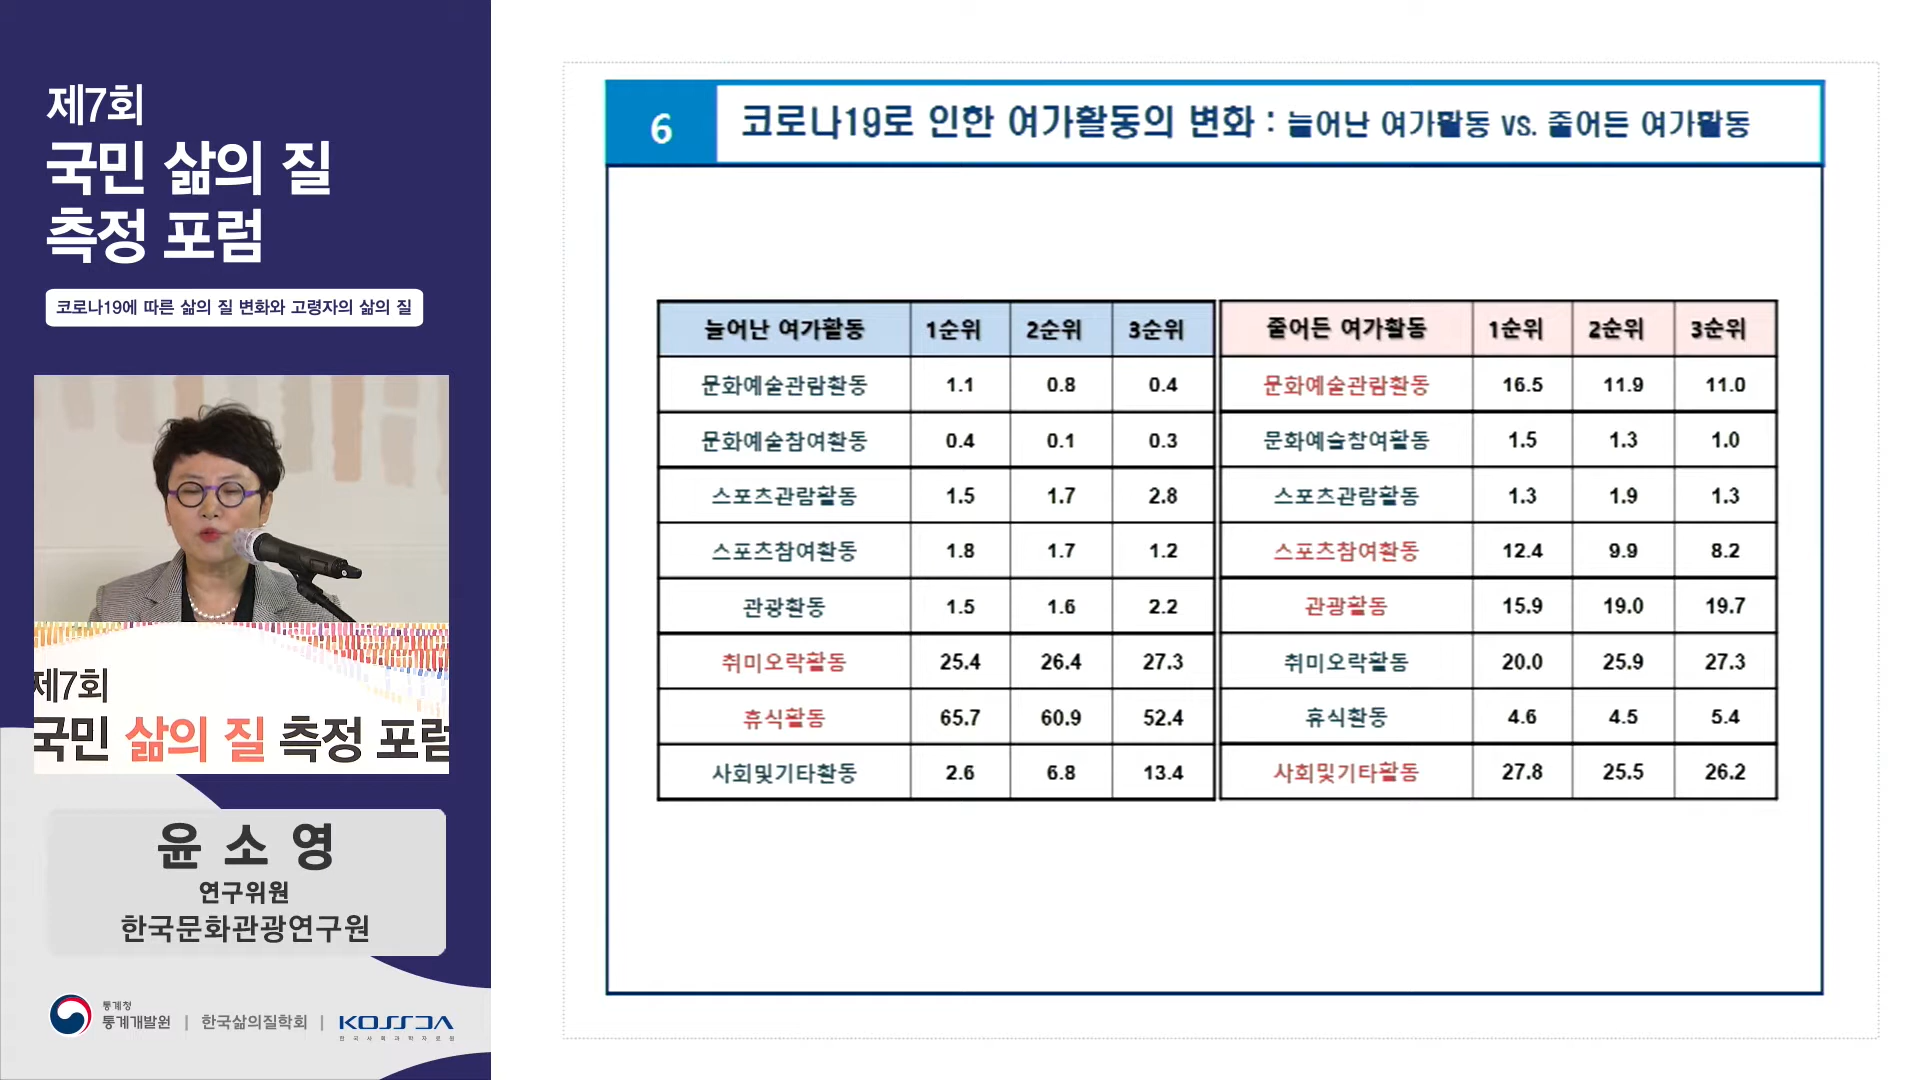 제7회
국민 삶의 질
측정 포럼
코로나19에 따른 삶의 질 변화와 고령자의 삶의 질
제7회
국민 삶의 질 측정 포럼
윤 소 영
연구위원
한국문화관광연구원
통계청
통계개발원 | 한국삶의질학회 | KOSSDA
한국사회과학자료원
6 코로나19로 인한 여가활동의 변화 : 늘어난 여가활동 vs. 줄어든 여가활동
늘어난 여가활동 1순위 2순위 3순위 줄어든 여가활동 1순위 2순위 3순위
문화예술관람활동 1.1 0.8 0.4 문화예술관람활동 16.5 11.9 11.0
문화예술참여활동 0.4 0.1 0.3 문화예술참여활동 1.5 1.3 1.0
스포츠관람활동 1.5 1.7 2.8 스포츠관람활동 1.3 1.9 1.3
스포츠참여활동 1.8 1.7 1.2 스포츠참여활동 12.4 9.9 8.2
관광활동 1.5 1.6 2.2 관광활동 15.9 19.0 19.7
취미오락활동 25.4 26.4 27.3 취미오락활동 20.0 25.9 27.3
휴식활동 65.7 60.9 52.4 휴식활동 4.6 4.5 5.4
사회및기타활동 2.6 6.8 13.4 사회및기타활동 27.8 25.5 26.2